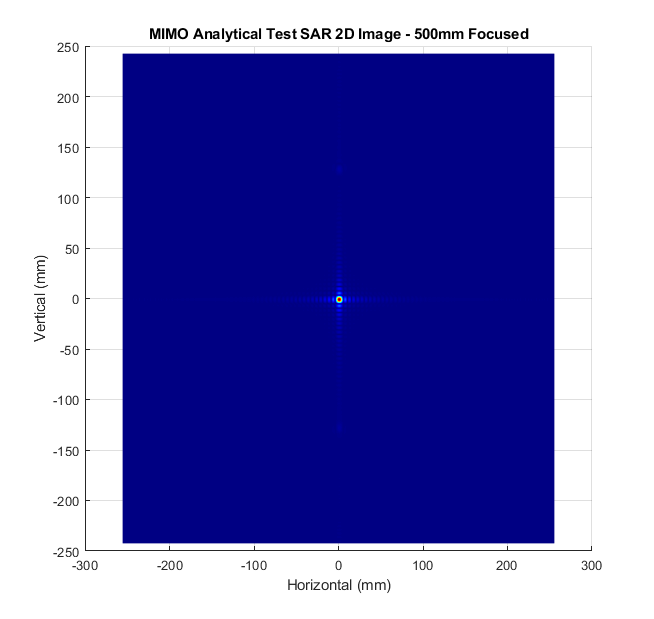 MIMO Analytical Test SAR 2D Image - 500mm Focused
250
200
150
100
50
0
-50
-100
-150
-200
-250
Vertical (mm)
-300 -200 -100 0 100 200 300
Horizontal (mm)